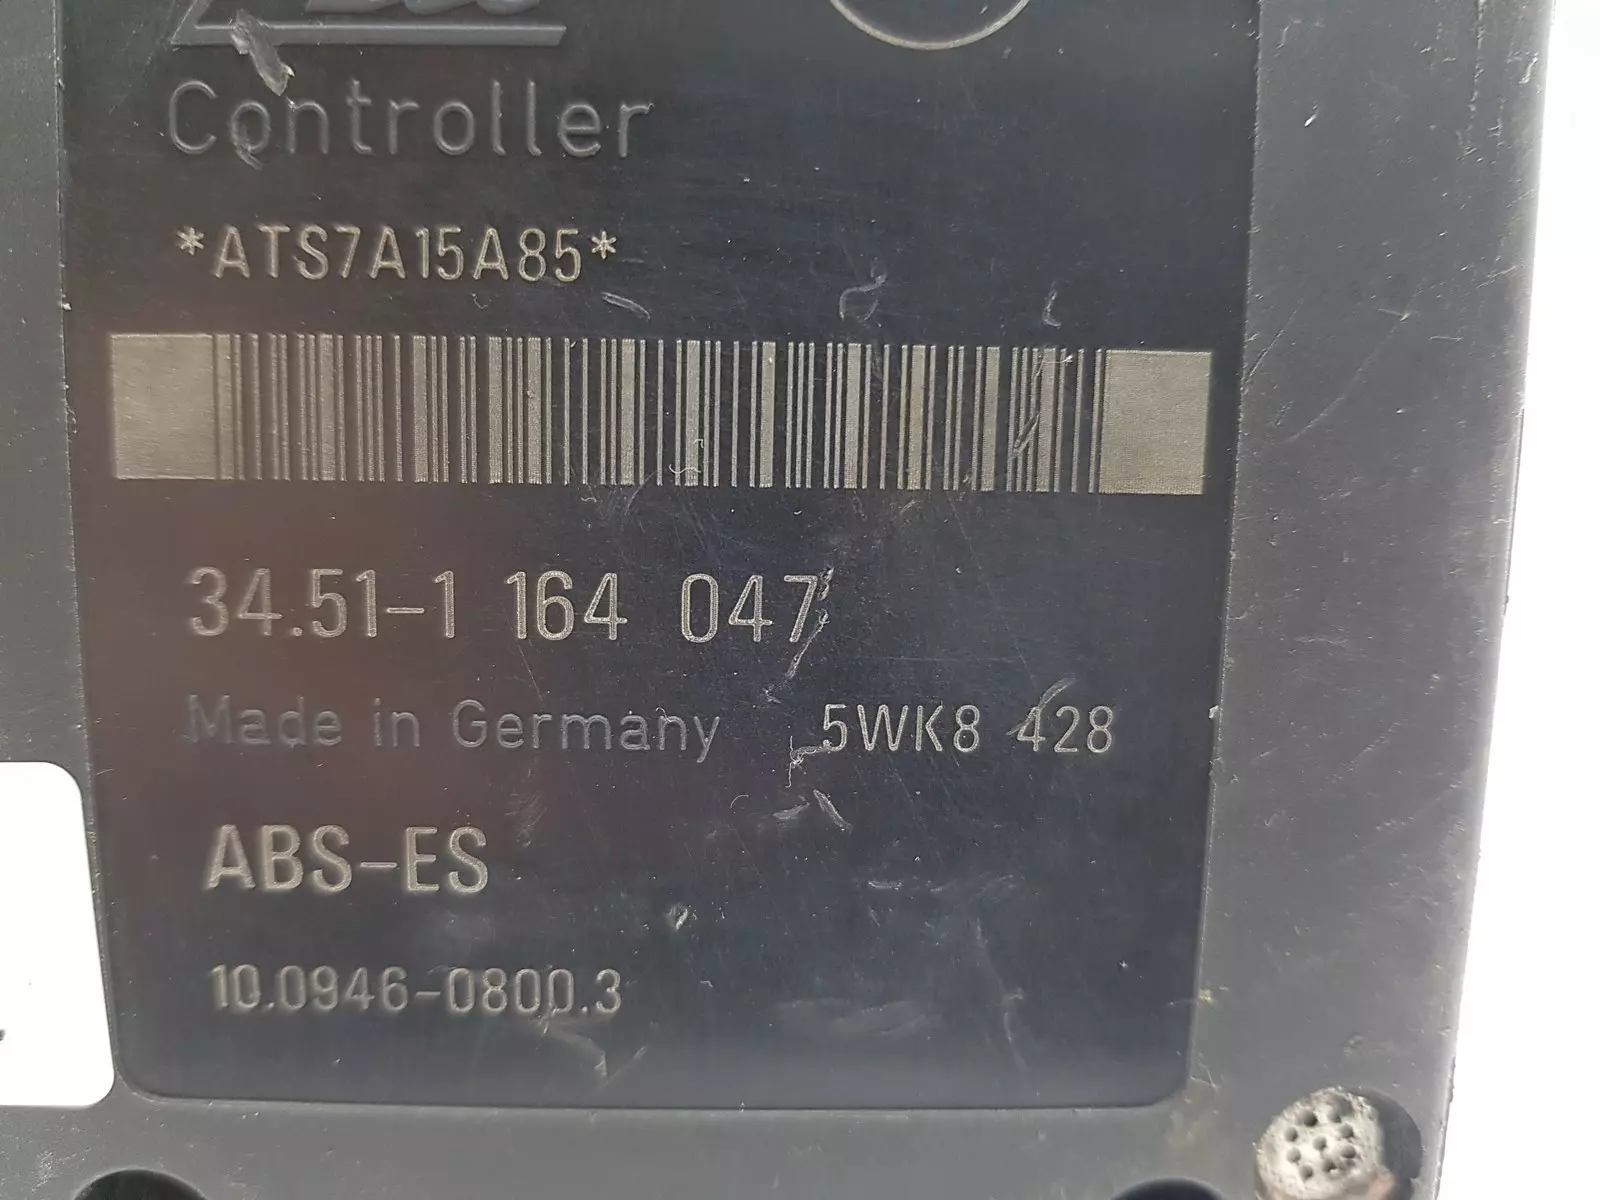 Controller
*ATS7A15A85*
34.51-1 164 047
Made in Germany 5WK8 428
ABS-ES
10.0946-0800.3